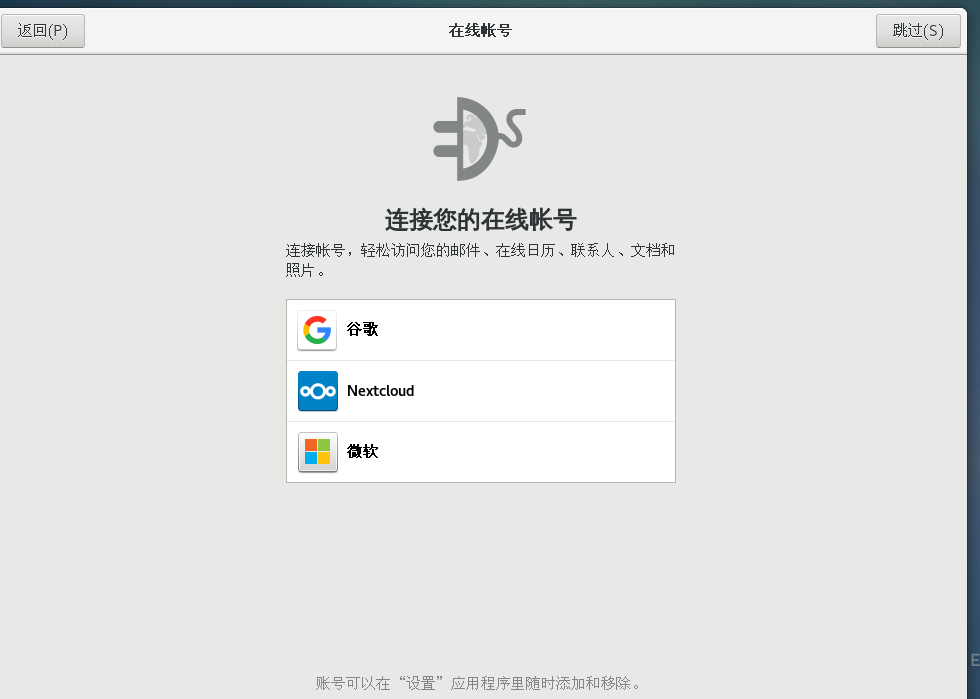 返回(P)
在线帐号
跳过(S)
连接您的在线帐号
连接帐号，轻松访问您的邮件、在线日历、联系人、文档和
照片。
谷歌
Nextcloud
微软
E
账号可以在“设置”应用程序里随时添加和移除。